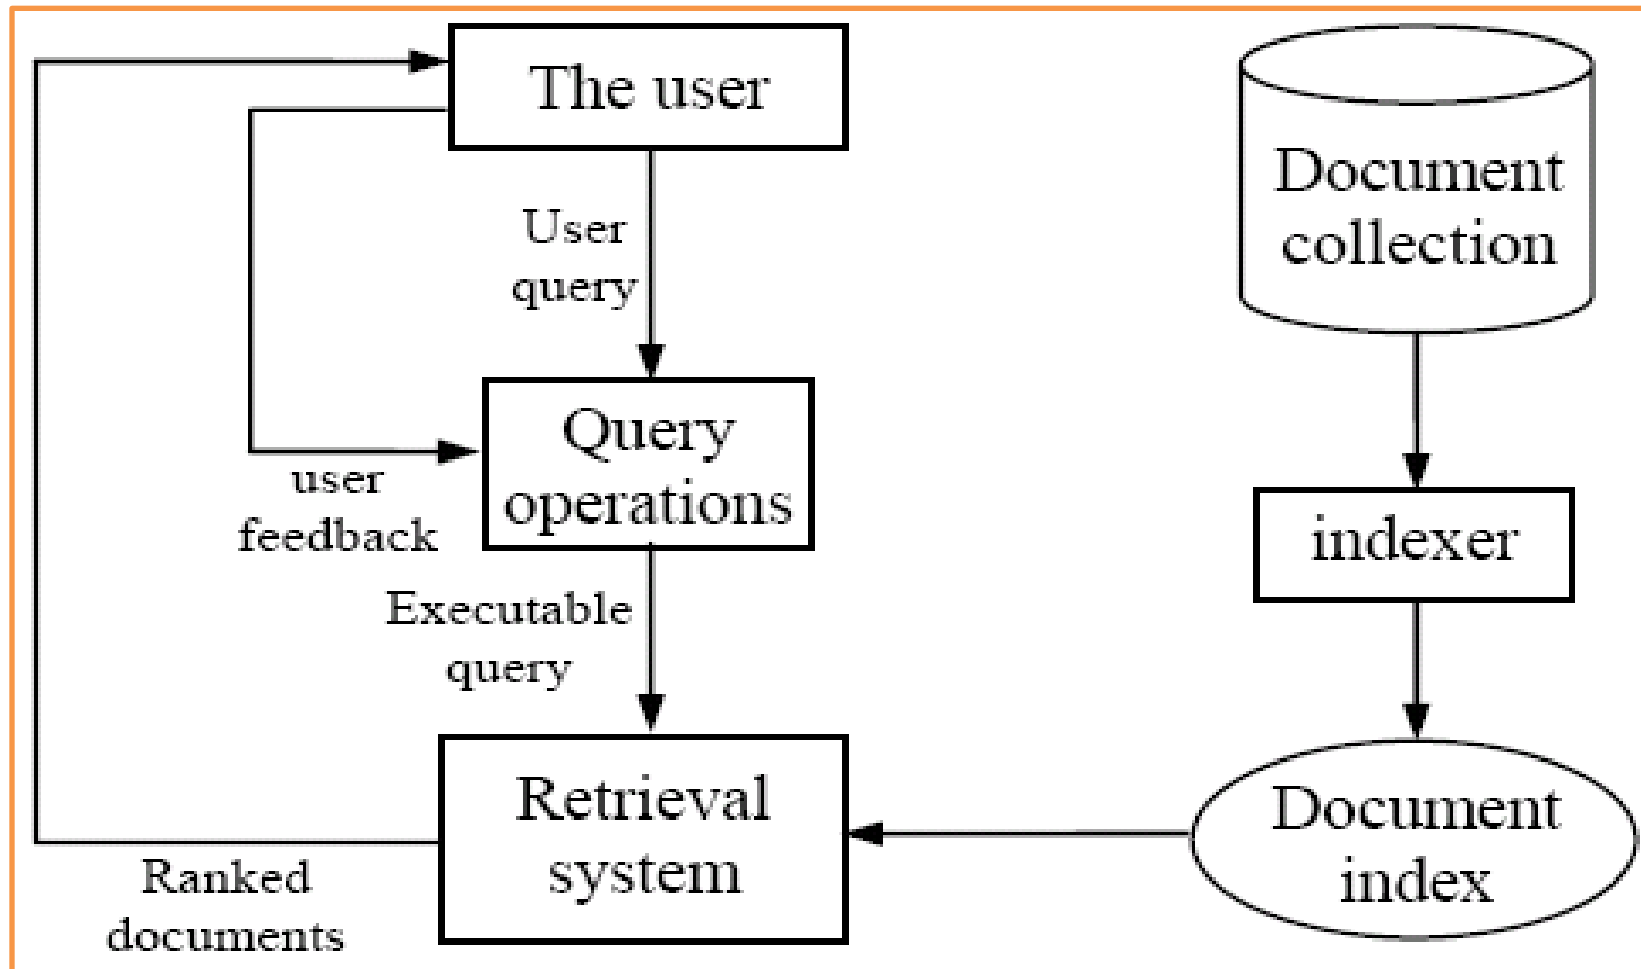 The user
Document
collection
User
query
Query
operations
user
feedback
indexer
Executable
query
Retrieval
system
Document
index
Ranked
documents